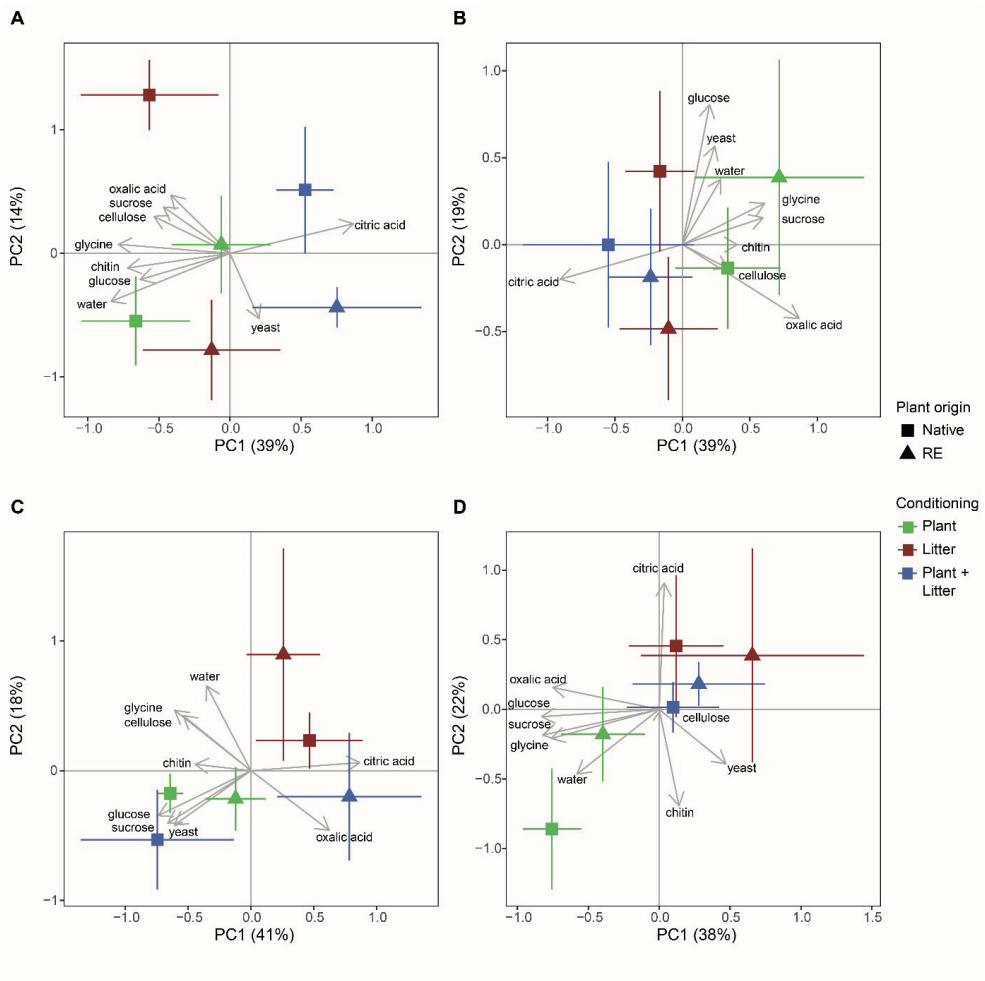 A
B
PC2 (14%)
1
0
−1
oxalic acid
sucrose
cellulose
glycine
chitin
glucose
water
citric acid
yeast
−1.0
−0.5
0.0
0.5
1.0
PC1 (39%)
PC2 (19%)
1.0
0.5
0.0
−0.5
glucose
yeast
water
glycine
sucrose
chitin
cellulose
citric acid
oxalic acid
−1.0
−0.5
0.0
0.5
1.0
PC1 (39%)
Plant origin
Native
RE
Conditioning
Plant
Litter
Plant +
Litter
C
D
PC2 (18%)
1
0
−1
water
glycine
cellulose
chitin
citric acid
glucose
sucrose
yeast
oxalic acid
−1.0
−0.5
0.0
0.5
1.0
PC1 (41%)
PC2 (22%)
1.0
0.5
0.0
−0.5
−1.0
citric acid
oxalic acid
glucose
sucrose
glycine
cellulose
water
yeast
chitin
−1.0
−0.5
0.0
0.5
1.0
1.5
PC1 (38%)